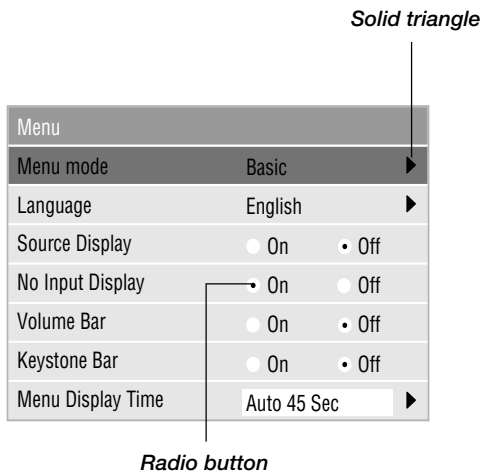 Solid triangle
Menu
Menu mode Basic
Language English
Source Display On Off
No Input Display On Off
Volume Bar On Off
Keystone Bar On Off
Menu Display Time Auto 45 Sec
Radio button